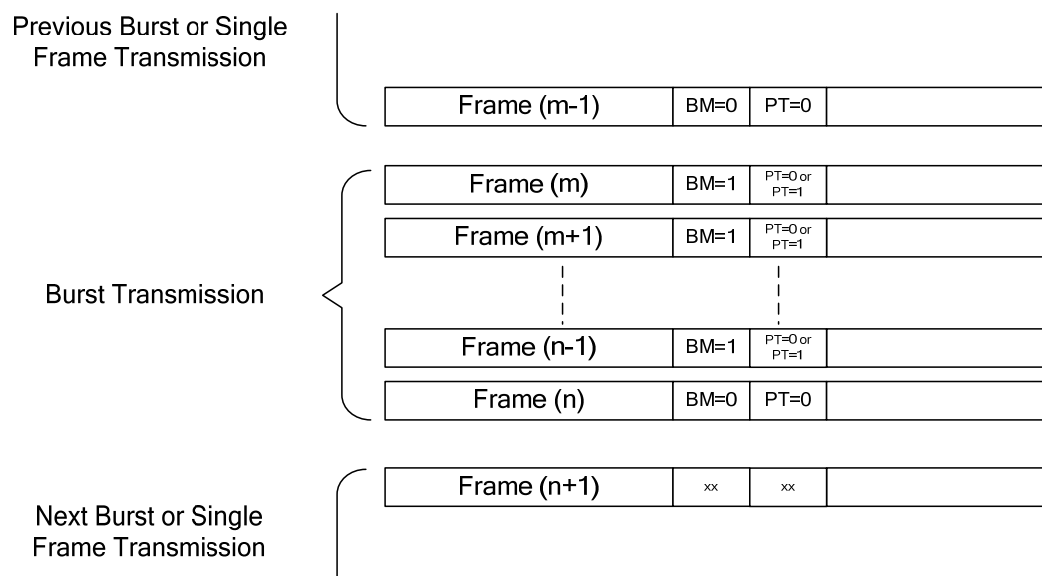 Previous Burst or Single
Frame Transmission
Frame (m-1) BM=0 PT=0
Frame (m) BM=1 PT=0 or
PT=1
Frame (m+1) BM=1 PT=0 or
PT=1
Burst Transmission
Frame (n-1) BM=1 PT=0 or
PT=1
Frame (n) BM=0 PT=0
Frame (n+1) xx xx
Next Burst or Single
Frame Transmission